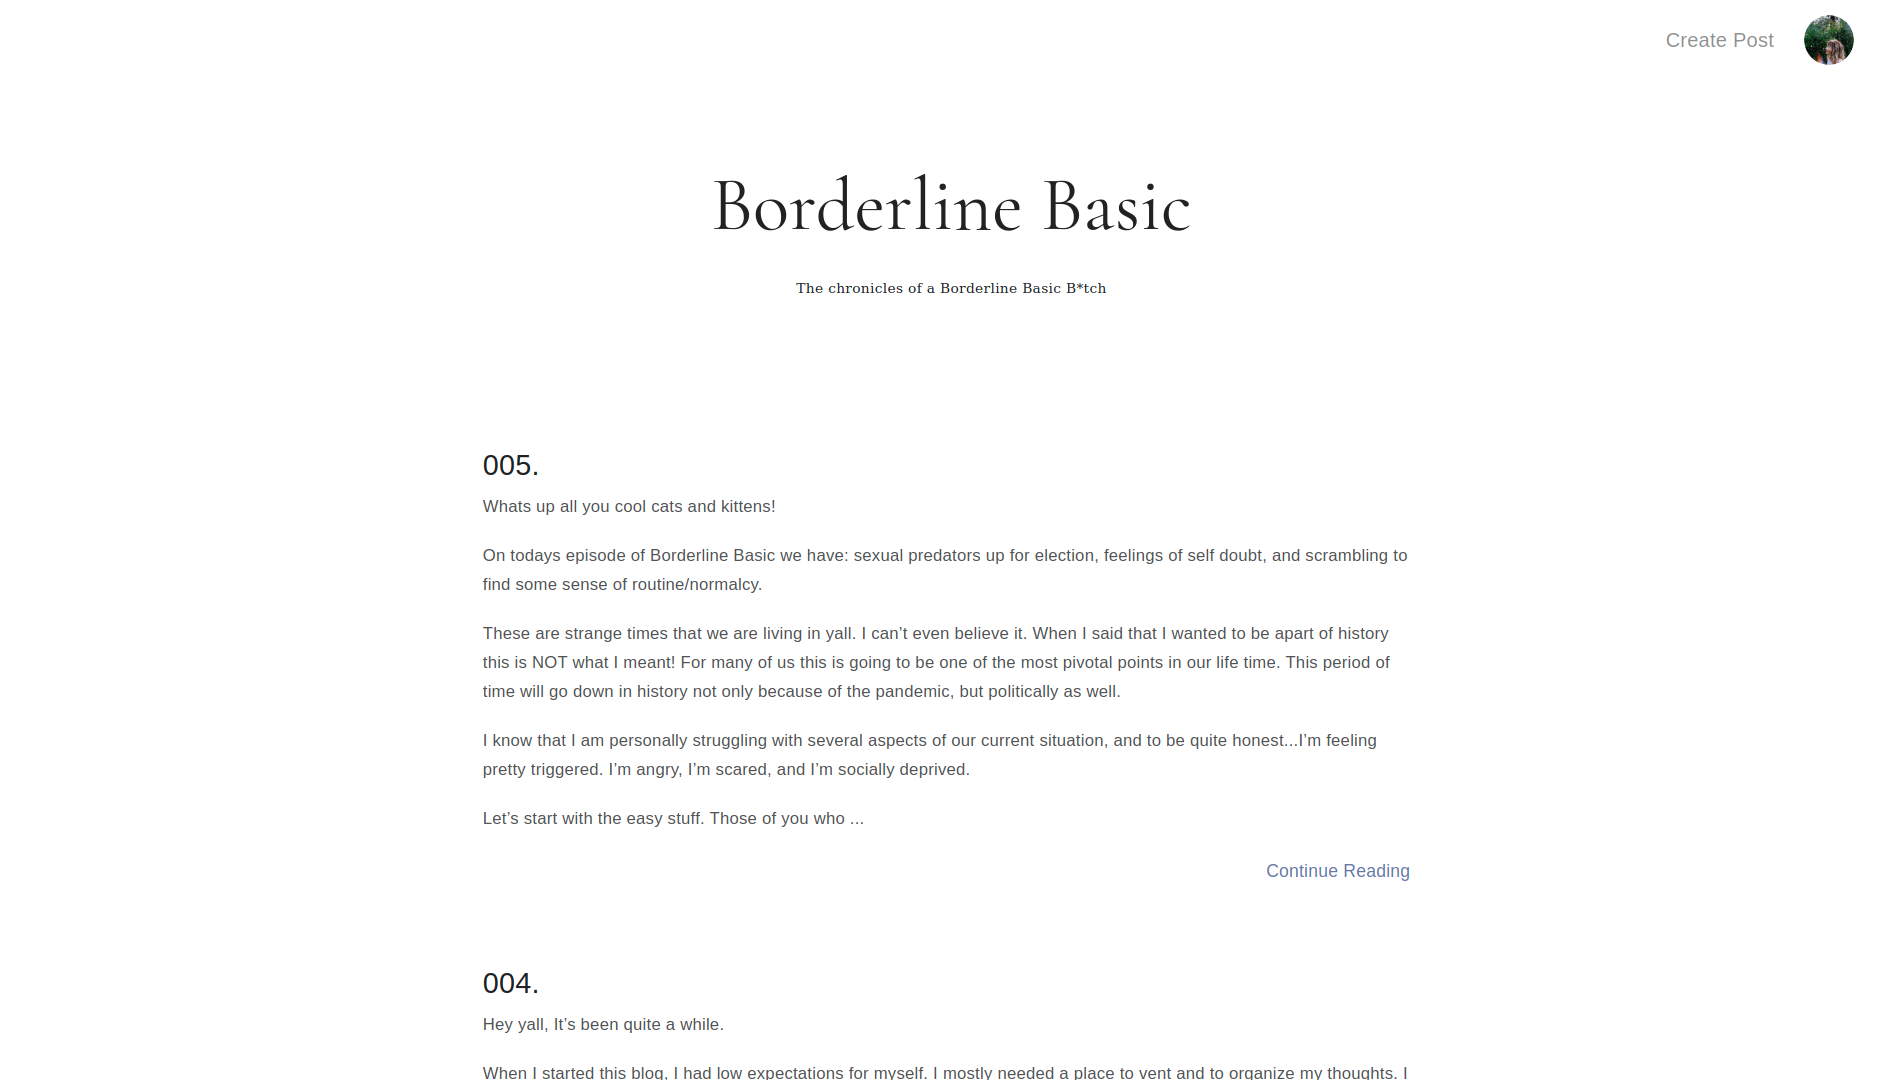 Create Post
Borderline Basic
The chronicles of a Borderline Basic B*tch
005.
Whats up all you cool cats and kittens!
On todays episode of Borderline Basic we have: sexual predators up for election, feelings of self doubt, and scrambling to
find some sense of routine/normalcy.
These are strange times that we are living in yall. I can’t even believe it. When I said that I wanted to be apart of history
this is NOT what I meant! For many of us this is going to be one of the most pivotal points in our life time. This period of
time will go down in history not only because of the pandemic, but politically as well.
I know that I am personally struggling with several aspects of our current situation, and to be quite honest...I’m feeling
pretty triggered. I’m angry, I’m scared, and I’m socially deprived.
Let’s start with the easy stuff. Those of you who ...
Continue Reading
004.
Hey yall, It’s been quite a while.
When I started this blog, I had low expectations for myself. I mostly needed a place to vent and to organize my thoughts. I